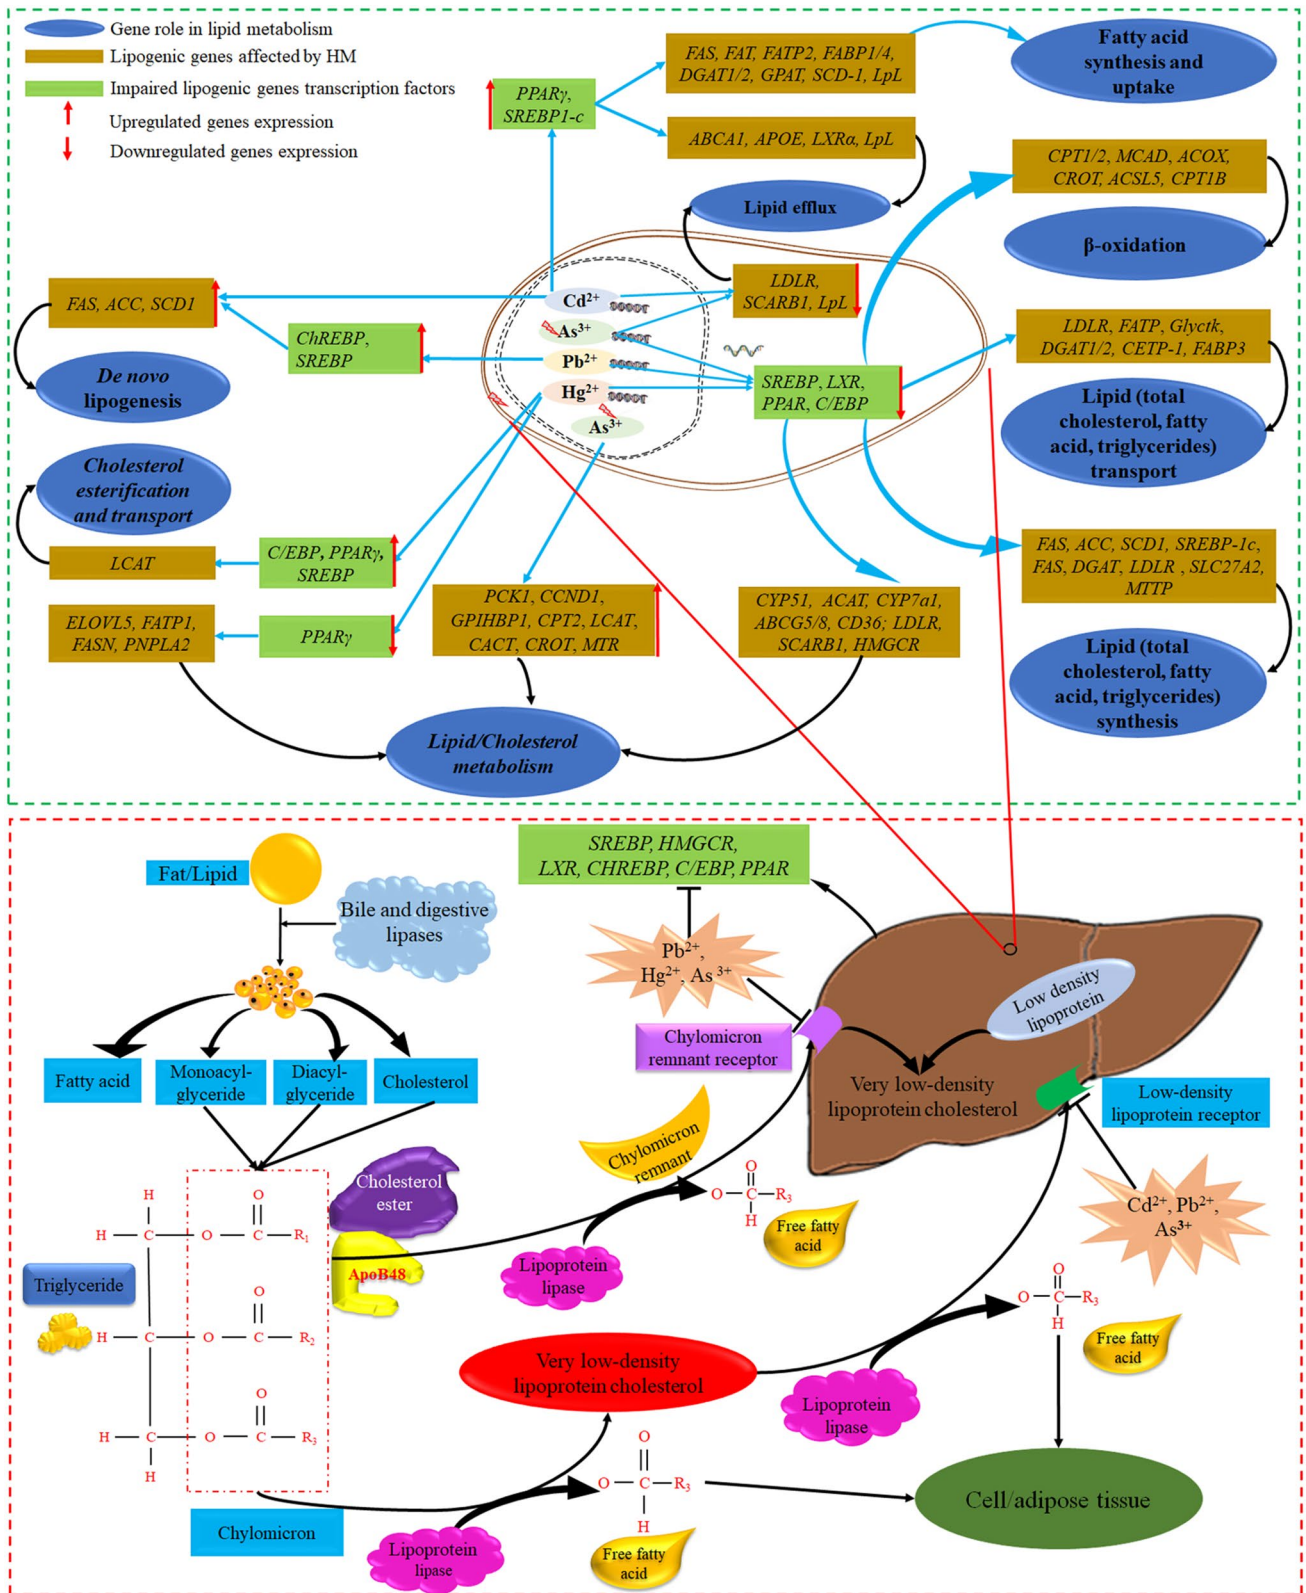 Gene role in lipid metabolism
Lipogenic genes affected by HM
Impaired lipogenic genes transcription factors
Upregulated genes expression
Downregulated genes expression
PPARγ,
SREBP1-c
FAS, FAT, FATP2, FABP1/4,
DGAT1/2, GPAT, SCD-1, LpL
Fatty acid
synthesis and
uptake
ABCA1, APOE, LXRα, LpL
Lipid efflux
CPT1/2, MCAD, ACOX,
CROT, ACSL5, CPT1B
β-oxidation
FAS, ACC, SCD1
ChREBP,
SREBP
De novo
lipogenesis
Cd2+
As3+
Pb2+
Hg2+
As3+
LDLR,
SCARB1, LpL
SREBP, LXR,
PPAR, C/EBP
LDLR, FATP, Glyctk,
DGAT1/2, CETP-1, FABP3
Lipid (total
cholesterol, fatty
acid, triglycerides)
transport
Cholesterol
esterification
and transport
LCAT
C/EBP, PPARγ,
SREBP
ELOVL5, FATP1,
FASN, PNPLA2
PPARγ
PCK1, CCND1,
GPIHBP1, CPT2, LCAT,
CACT, CROT, MTR
CYP51, ACAT, CYP7a1,
ABCG5/8, CD36; LDLR,
SCARB1, HMGCR
FAS, ACC, SCD1, SREBP-1c,
FAS, DGAT, LDLR , SLC27A2,
MTTP
Lipid (total
cholesterol, fatty
acid, triglycerides)
synthesis
Lipid/Cholesterol
metabolism
Fat/Lipid
Bile and digestive
lipases
SREBP, HMGCR,
LXR, CHREBP, C/EBP, PPAR
Pb2+,
Hg2+, As 3+
Chylomicron
remnant receptor
Low density
lipoprotein
Very low-density
lipoprotein cholesterol
Low-density
lipoprotein receptor
Fatty acid
Monoacyl-
glyceride
Diacyl-
glyceride
Cholesterol
Chylomicron
remnant
Cholesterol
ester
ApoB48
Lipoprotein
lipase
O C R3
O
H
Free fatty
acid
Cd2+, Pb2+,
As3+
Triglyceride
H
O
H C O C R1
O
H C O C R2
O
H C O C R3
H
Very low-density
lipoprotein cholesterol
Lipoprotein
lipase
O
O C R3
H
Free fatty
acid
Chylomicron
Lipoprotein
lipase
O
O C R3
H
Free fatty
acid
Cell/adipose tissue